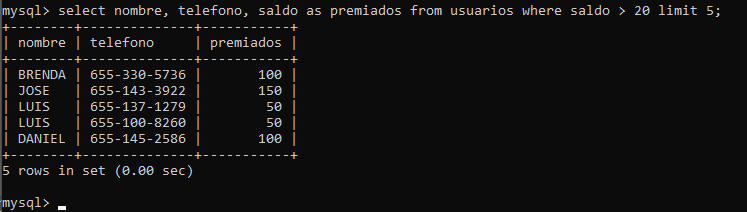 mysql> select nombre, telefono, saldo as premiados from usuarios where saldo > 20 limit 5;
+--------+--------------+-----------+
| nombre | telefono     | premiados |
+--------+--------------+-----------+
| BRENDA | 655-330-5736 |       100 |
| JOSE   | 655-143-3922 |       150 |
| LUIS   | 655-137-1279 |        50 |
| LUIS   | 655-100-8260 |        50 |
| DANIEL | 655-145-2586 |       100 |
+--------+--------------+-----------+
5 rows in set (0.00 sec)
mysql> _